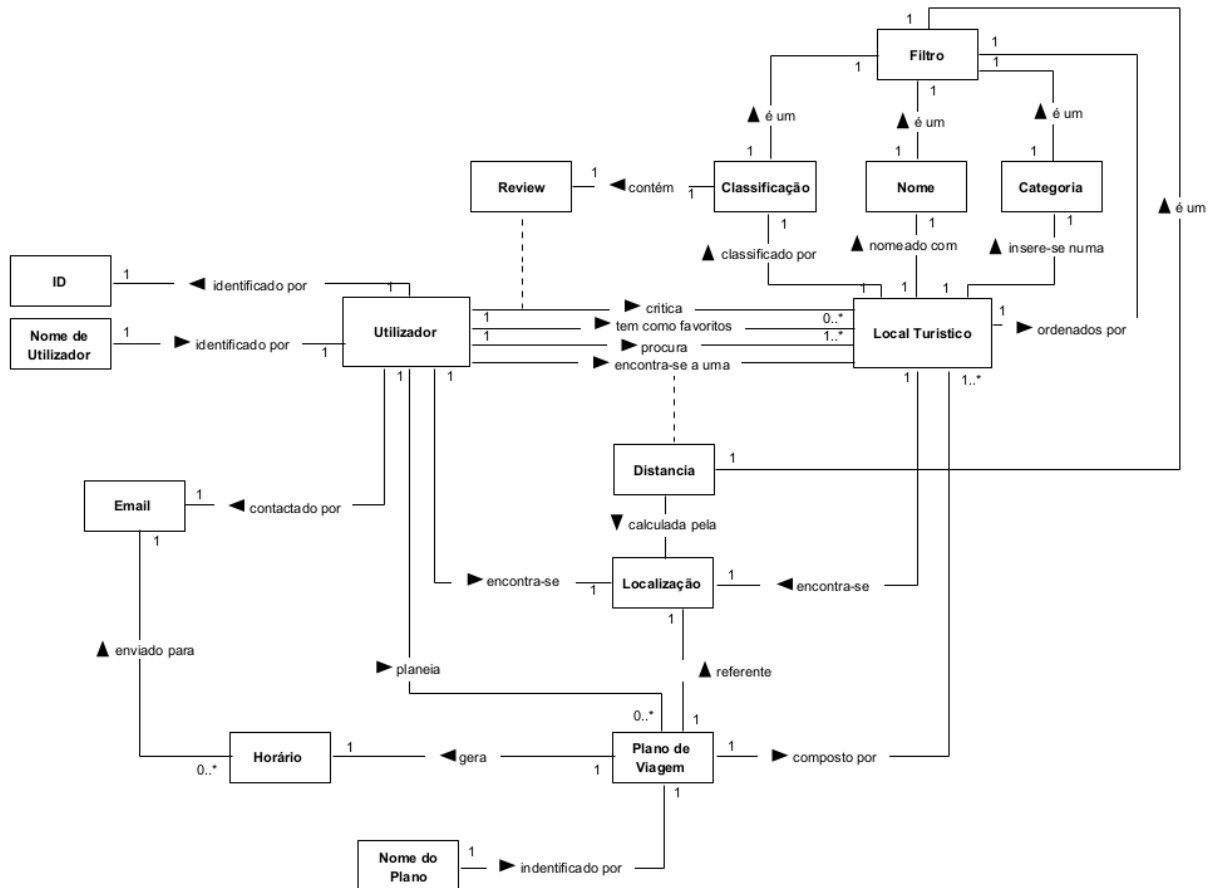 1
Filtro
1
1
1
1
1
▲ é um
▲ é um
▲ é um
1
1
1
Review
1
◄ contém
1
Classificação
Nome
Categoria
▲ é um
1
1
1
▲ classificado por
▲ nomeado com
▲ insere-se numa
ID
1
◄ identificado por
1
1
1
1
Nome de
Utilizador
1
► identificado por
1
Utilizador
1
► critica
0..*
► tem como favoritos
1
► procura
1..*
► encontra-se a uma
Local Turistico
1
► ordenados por
1
1
1
1..*
Distancia
1
Email
1
◄ contactado por
1
▼ calculada pela
► encontra-se
1
Localização
1
◄ encontra-se
1
▲ enviado para
► planeia
▲ referente
0..*
1
0..*
Horário
1
◄ gera
1
Plano de
Viagem
1
► composto por
1
Nome do
Plano
1
► indentificado por